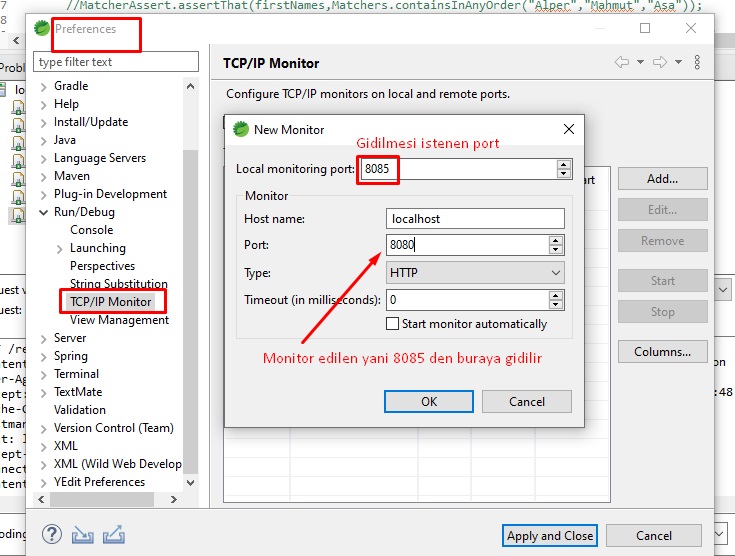 7
//MatcherAssert.assertThat(firstNames,Matchers.containsInAnyOrder("Alper","Mahmut","Asa"));
8
Preferences
type filter text
Gradle
Help
Install/Update
Java
Language Servers
Maven
Plug-in Development
Run/Debug
Console
Launching
Perspectives
String Substitution
TCP/IP Monitor
View Management
Server
Spring
Terminal
TextMate
Validation
Version Control (Team)
XML
XML (Wild Web Develop
YEdit Preferences
TCP/IP Monitor
Configure TCP/IP monitors on local and remote ports.
New Monitor
Gidilmesi istenen port
Local monitoring port: 8085
Monitor
Host name: localhost
Port: 8080
Type: HTTP
Timeout (in milliseconds): 0
Start monitor automatically
Monitor edilen yani 8085 den buraya gidilir
OK
Cancel
Add...
Edit...
Remove
Start
Stop
Columns...
Apply and Close
Cancel